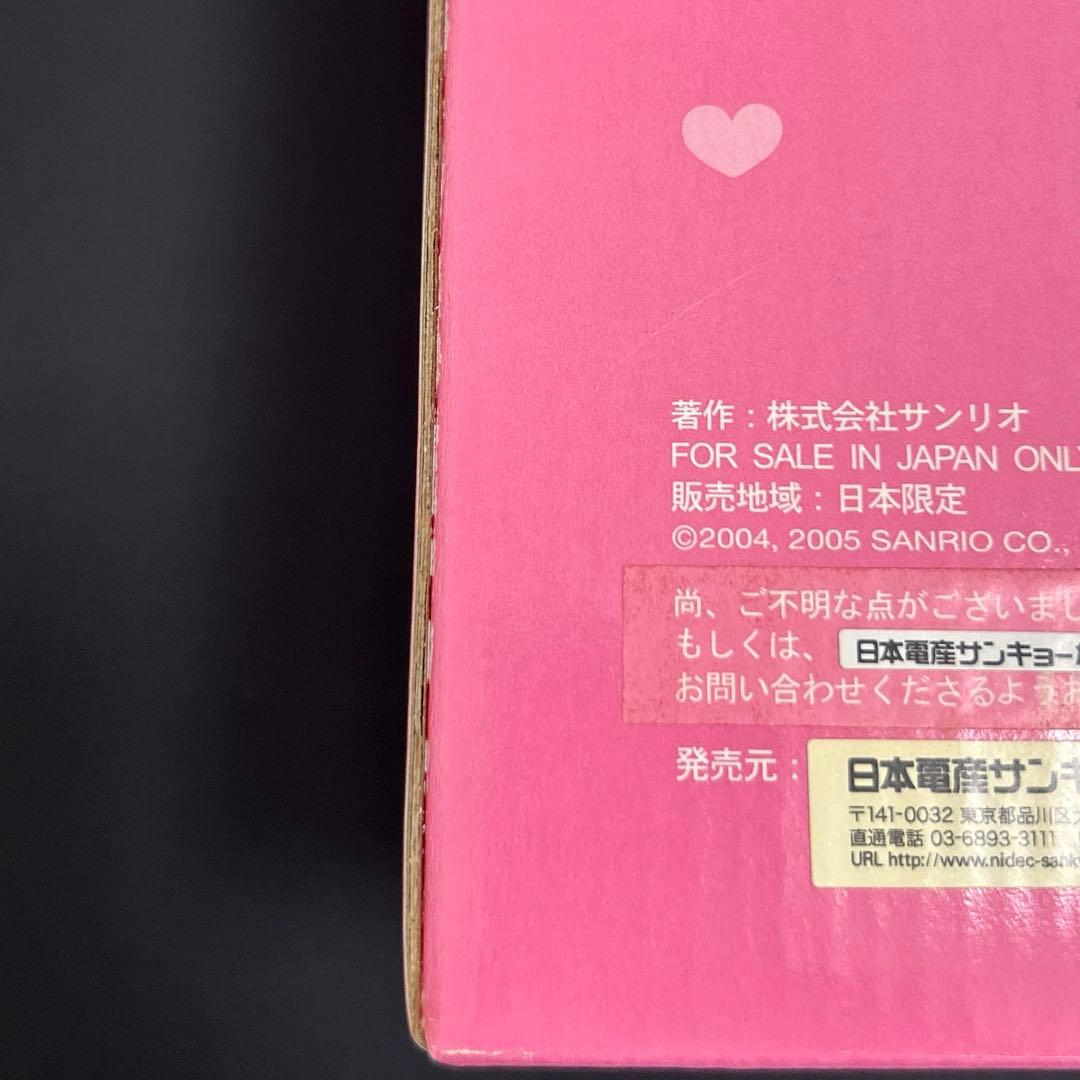 著作：株式会社サンリオ
FOR SALE IN JAPAN ONLY
販売地域：日本限定
©2004, 2005 SANRIO CO.,
尚、ご不明な点がございまし
もしくは、 日本電産サンキョー
お問い合わせくださるよう
発売元： 日本電産サンキ
〒141-0032 東京都品川区
直通電話 03-6893-3111
URL http://www.nidec-sank